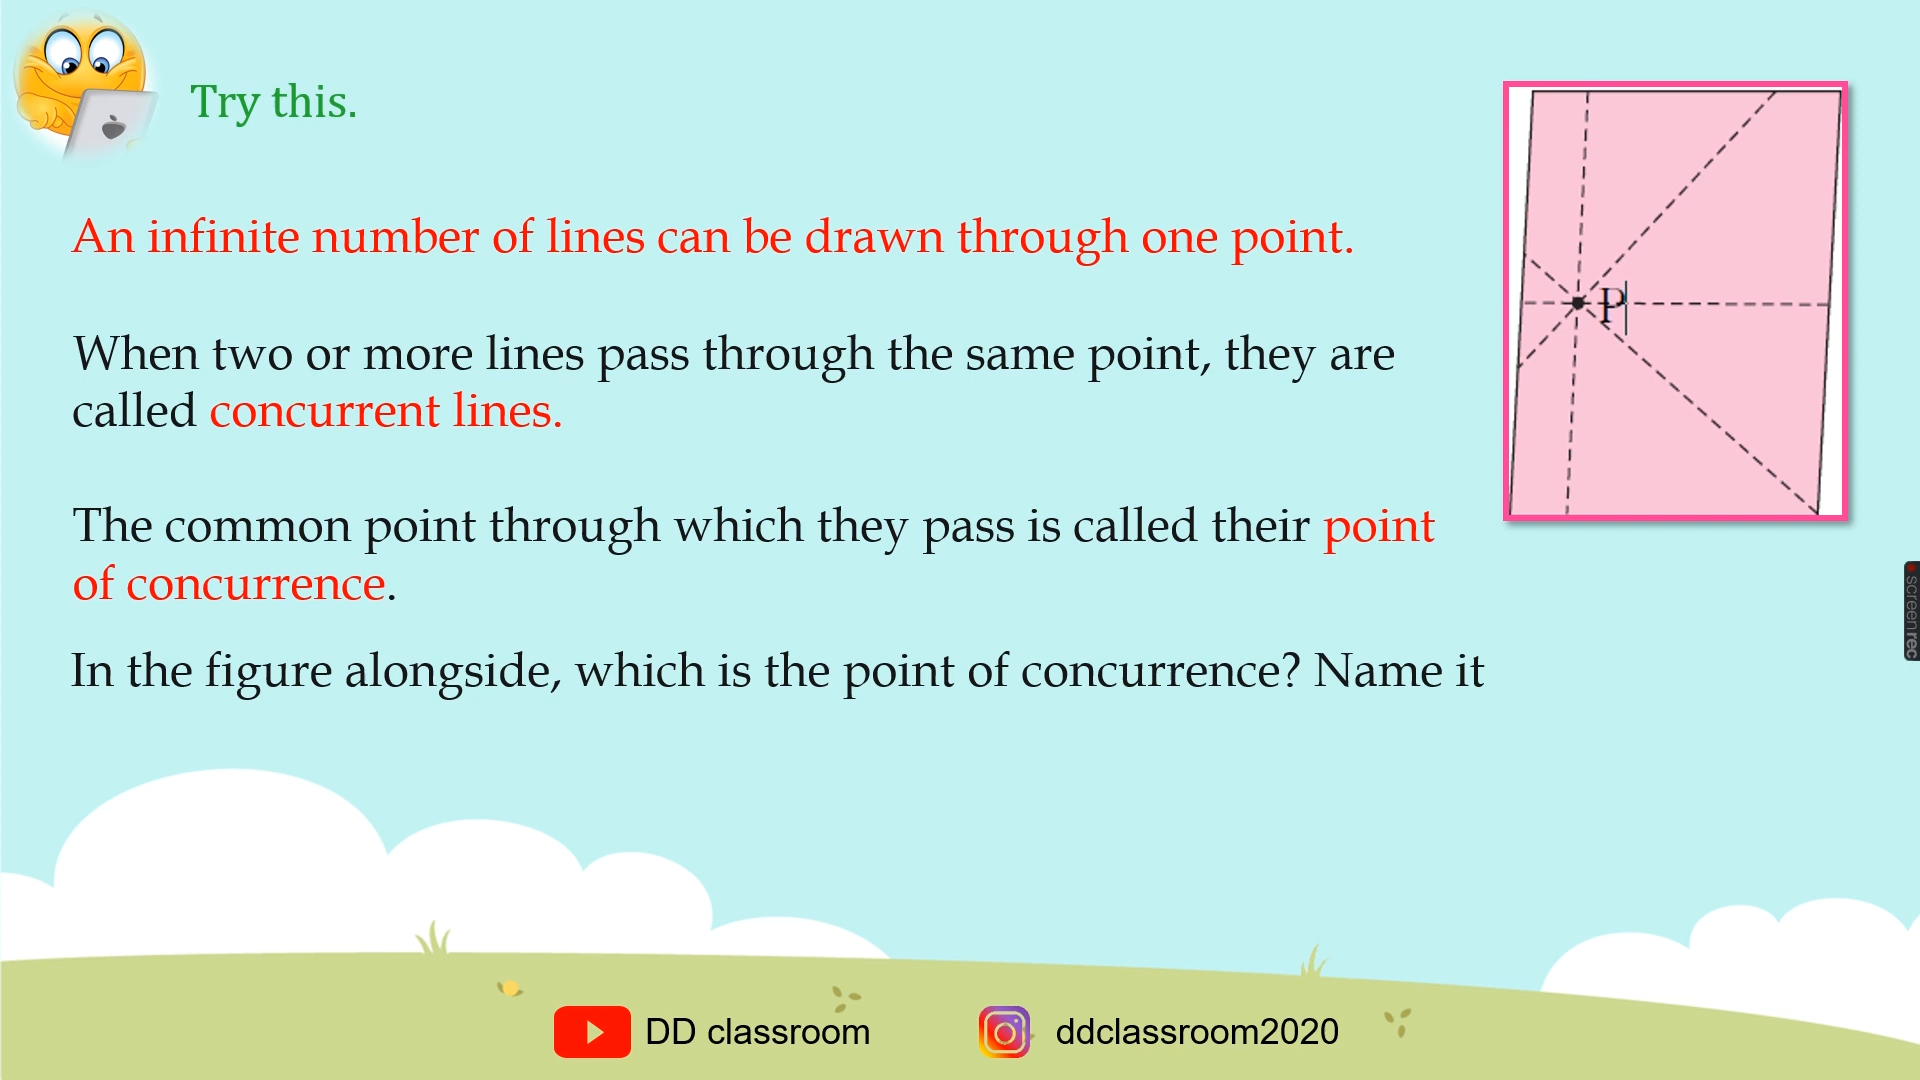 Try this.
An infinite number of lines can be drawn through one point.
When two or more lines pass through the same point, they are
called concurrent lines.
The common point through which they pass is called their point
of concurrence.
In the figure alongside, which is the point of concurrence? Name it
P
screenrec
DD classroom
ddclassroom2020